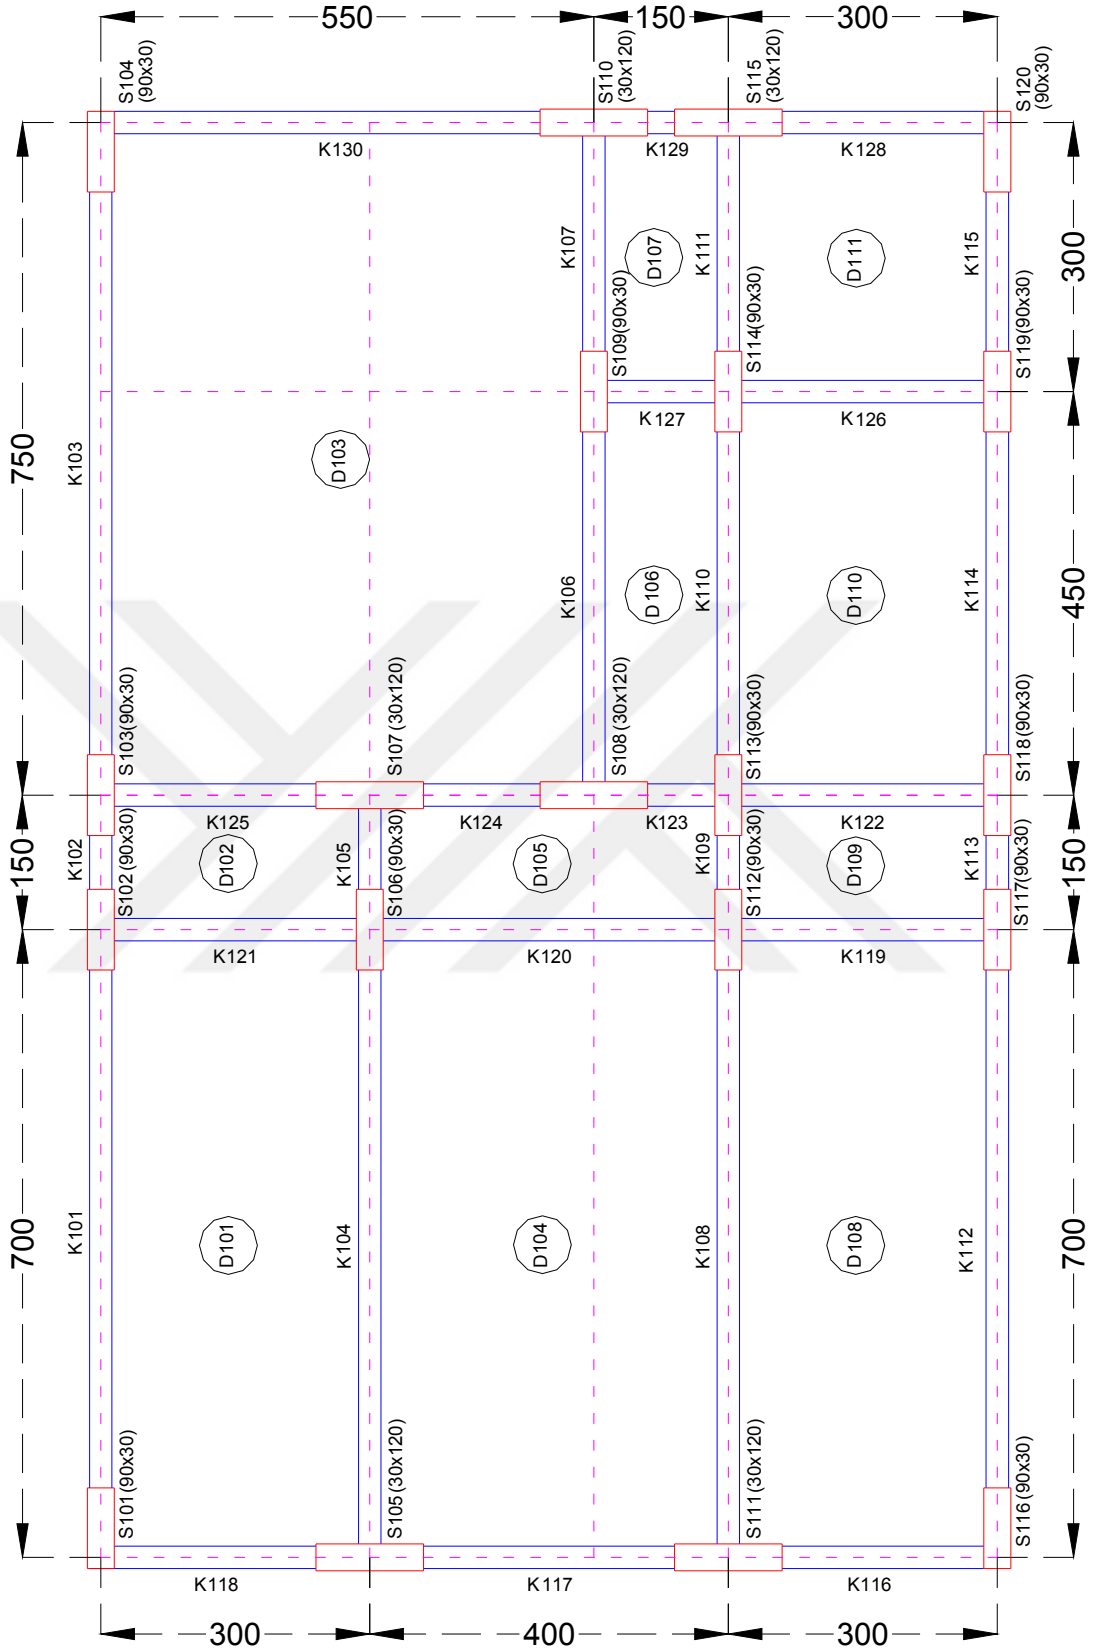 550
150
300
S104
(90x30)
S110
(30x120)
S115
(30x120)
S120
(90x30)
K130
K129
K128
K107
D107
K111
D111
K115
300
S109(90x30)
S114(90x30)
S119(90x30)
K127
K126
750
K103
D103
K106
D106
K110
D110
K114
450
S103(90x30)
S107(30x120)
S108(30x120)
S113(90x30)
S118(90x30)
K125
K124
K123
K122
150
K102
S102(90x30)
D102
K105
S106(90x30)
D105
K109
S112(90x30)
D109
K113
S117(90x30)
150
K121
K120
K119
700
K101
D101
K104
D104
K108
D108
K112
700
S101(90x30)
S105(30x120)
S111(30x120)
S116(90x30)
K118
K117
K116
300
400
300